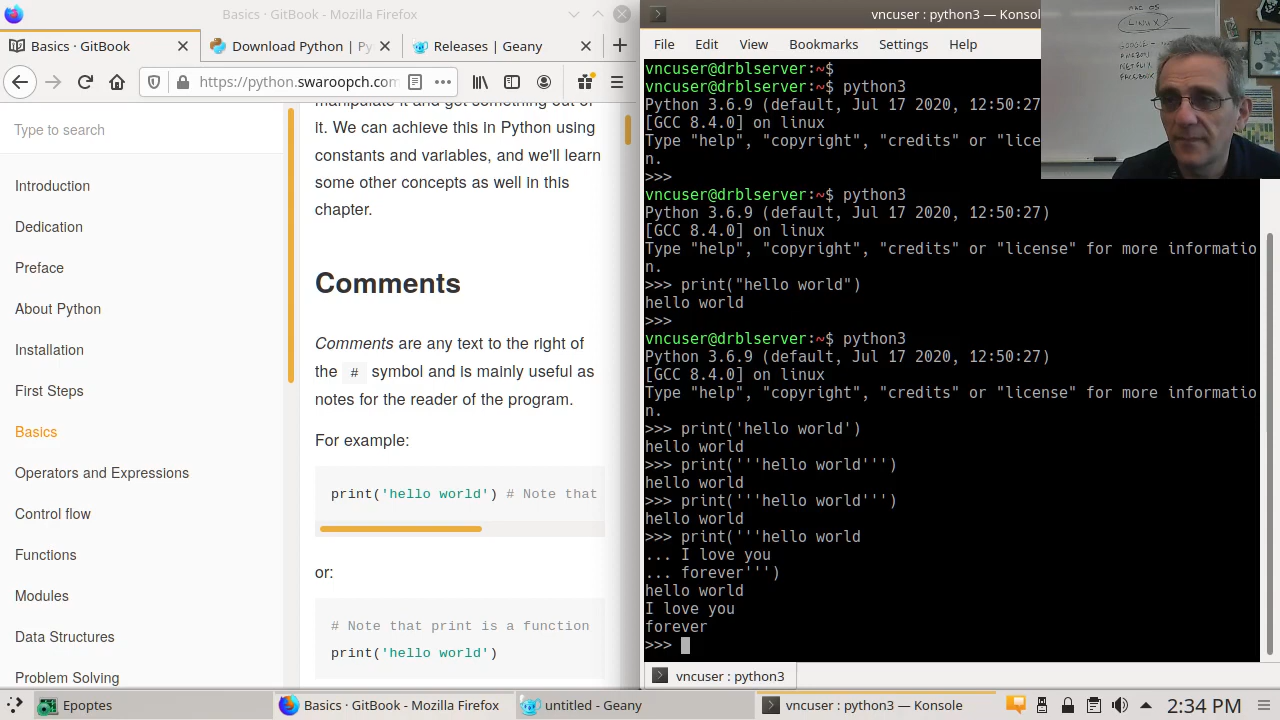 Basics · GitBook - Mozilla Firefox
Basics · GitBook
Download Python | Py
Releases | Geany
https://python.swaroopch.com
Type to search
Introduction
Dedication
Preface
About Python
Installation
First Steps
Basics
Operators and Expressions
Control flow
Functions
Modules
Data Structures
Problem Solving
manipulate it and get something out of
it. We can achieve this in Python using
constants and variables, and we'll learn
some other concepts as well in this
chapter.
Comments
Comments are any text to the right of
the # symbol and is mainly useful as
notes for the reader of the program.
For example:
print('hello world') # Note that
or:
# Note that print is a function
print('hello world')
vncuser : python3 — Konsol
File Edit View Bookmarks Settings Help
vncuser@drblserver:~$
vncuser@drblserver:~$ python3
Python 3.6.9 (default, Jul 17 2020, 12:50:27
[GCC 8.4.0] on linux
Type "help", "copyright", "credits" or "lice
n.
>>>
vncuser@drblserver:~$ python3
Python 3.6.9 (default, Jul 17 2020, 12:50:27)
[GCC 8.4.0] on linux
Type "help", "copyright", "credits" or "license" for more informatio
n.
>>> print("hello world")
hello world
>>>
vncuser@drblserver:~$ python3
Python 3.6.9 (default, Jul 17 2020, 12:50:27)
[GCC 8.4.0] on linux
Type "help", "copyright", "credits" or "license" for more informatio
n.
>>> print('hello world')
hello world
>>> print('''hello world''')
hello world
>>> print('''hello world''')
hello world
>>> print('''hello world
... I love you
... forever''')
hello world
I love you
forever
>>>
vncuser : python3
LINUX
Epoptes
Basics · GitBook - Mozilla Firefox
untitled - Geany
vncuser : python3 — Konsole
2:34 PM